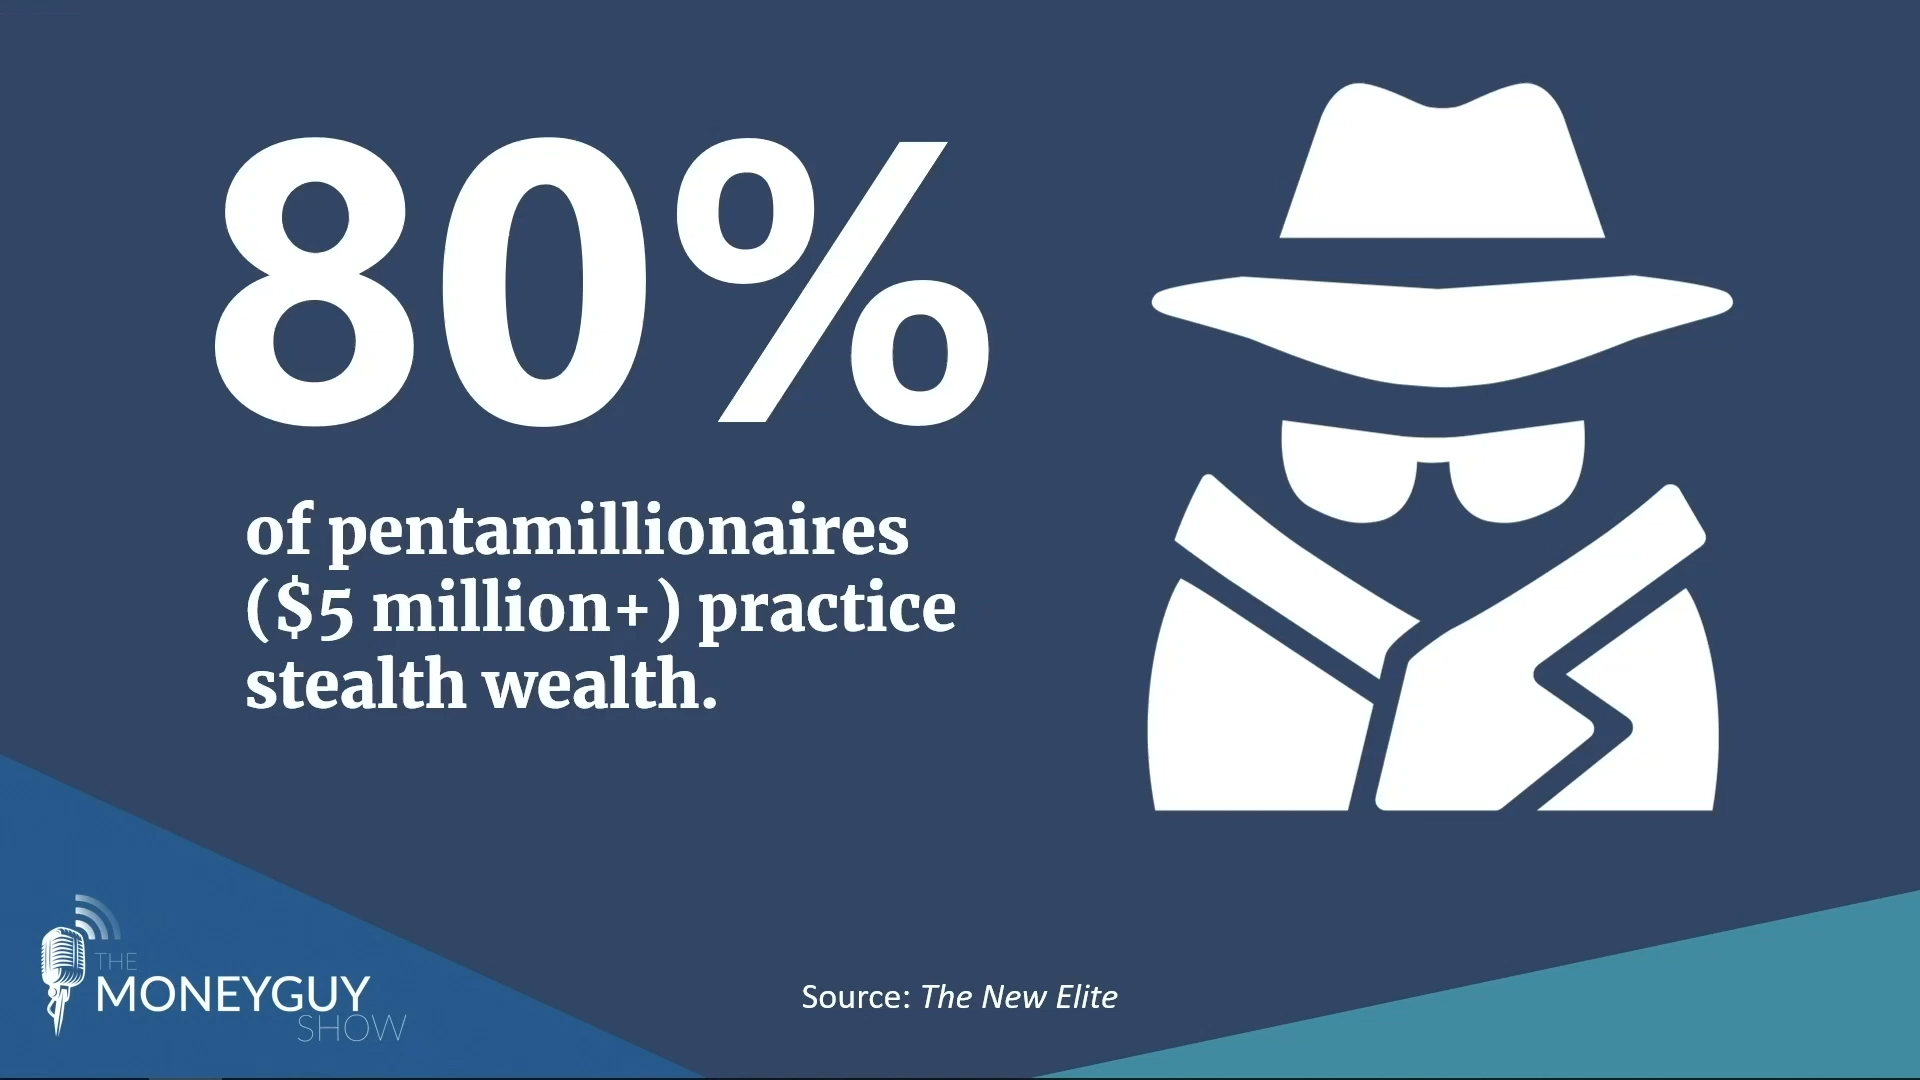 80%
of pentamillionaires
($5 million+) practice
stealth wealth.
THE
MONEYGUY
SHOW
Source: The New Elite